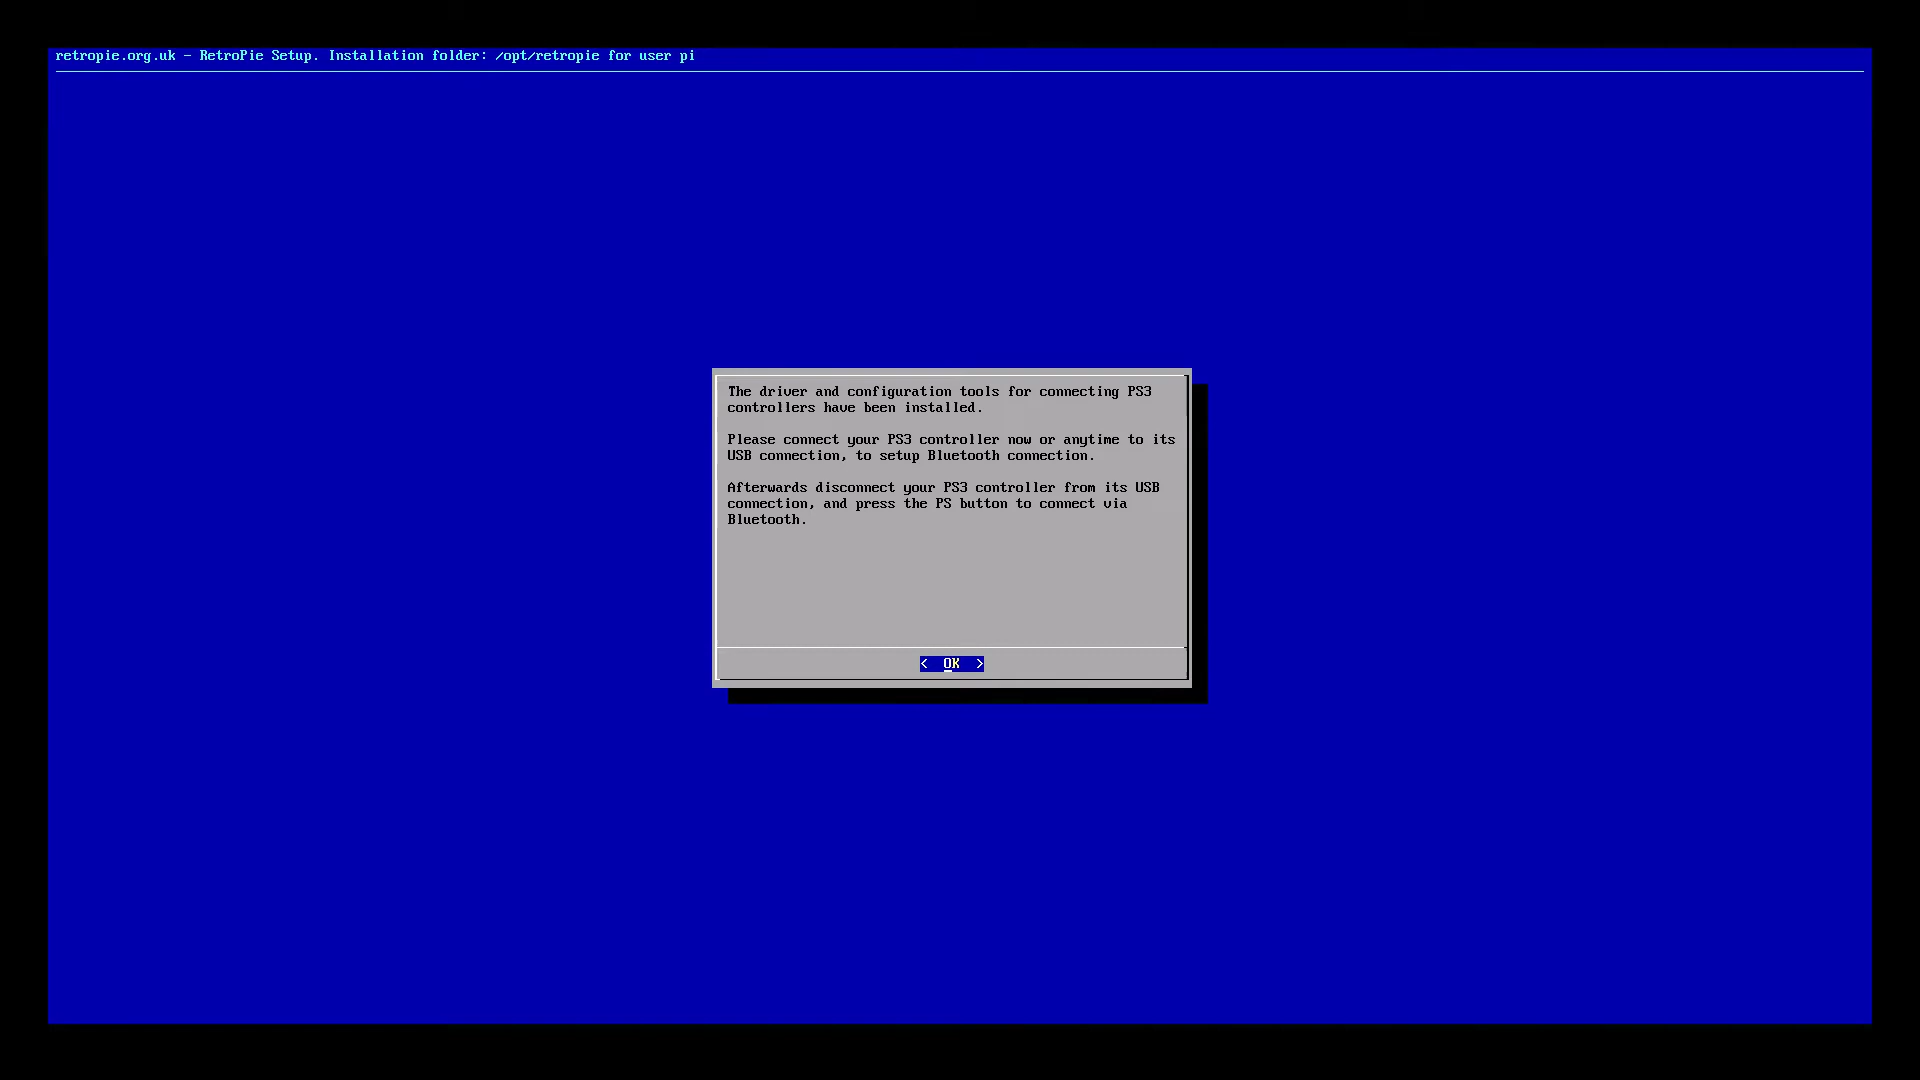 retropie.org.uk - RetroPie Setup. Installation folder: /opt/retropie for user pi
The driver and configuration tools for connecting PS3
controllers have been installed.
Please connect your PS3 controller now or anytime to its
USB connection, to setup Bluetooth connection.
Afterwards disconnect your PS3 controller from its USB
connection, and press the PS button to connect via
Bluetooth.
< OK >